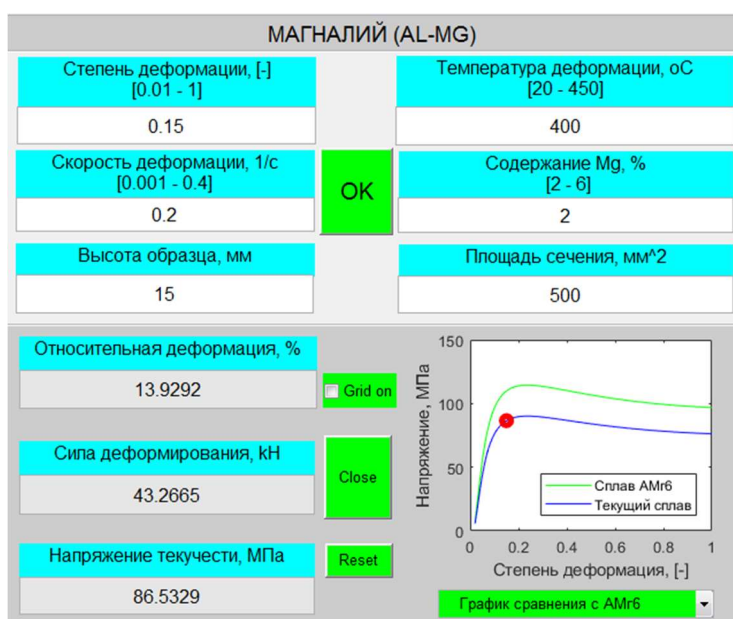 МАГНАЛИЙ (AL-MG)
Степень деформации, [-]
[0.01 - 1]
0.15
Температура деформации, оС
[20 - 450]
400
Скорость деформации, 1/с
[0.001 - 0.4]
0.2
OK
Содержание Mg, %
[2 - 6]
2
Высота образца, мм
15
Площадь сечения, мм^2
500
Относительная деформация, %
13.9292
Grid on
Сила деформирования, kН
43.2665
Close
Напряжение текучести, МПа
86.5329
Reset
150
100
50
0
Напряжение, МПа
Сплав АМг6
Текущий сплав
0
0.2
0.4
0.6
0.8
1
Степень деформация, [-]
График сравнения с АМг6